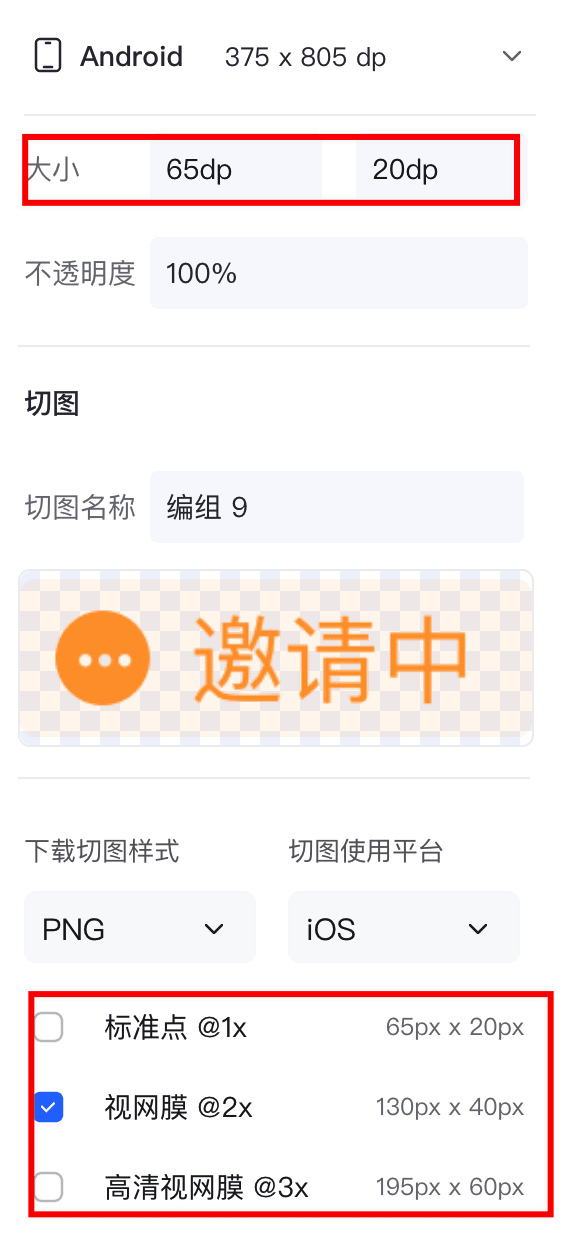 Android 375 x 805 dp
大小 65dp 20dp
不透明度 100%
切图
切图名称 编组 9
邀请中
下载切图样式 切图使用平台
PNG iOS
标准点 @1x 65px x 20px
视网膜 @2x 130px x 40px
高清视网膜 @3x 195px x 60px